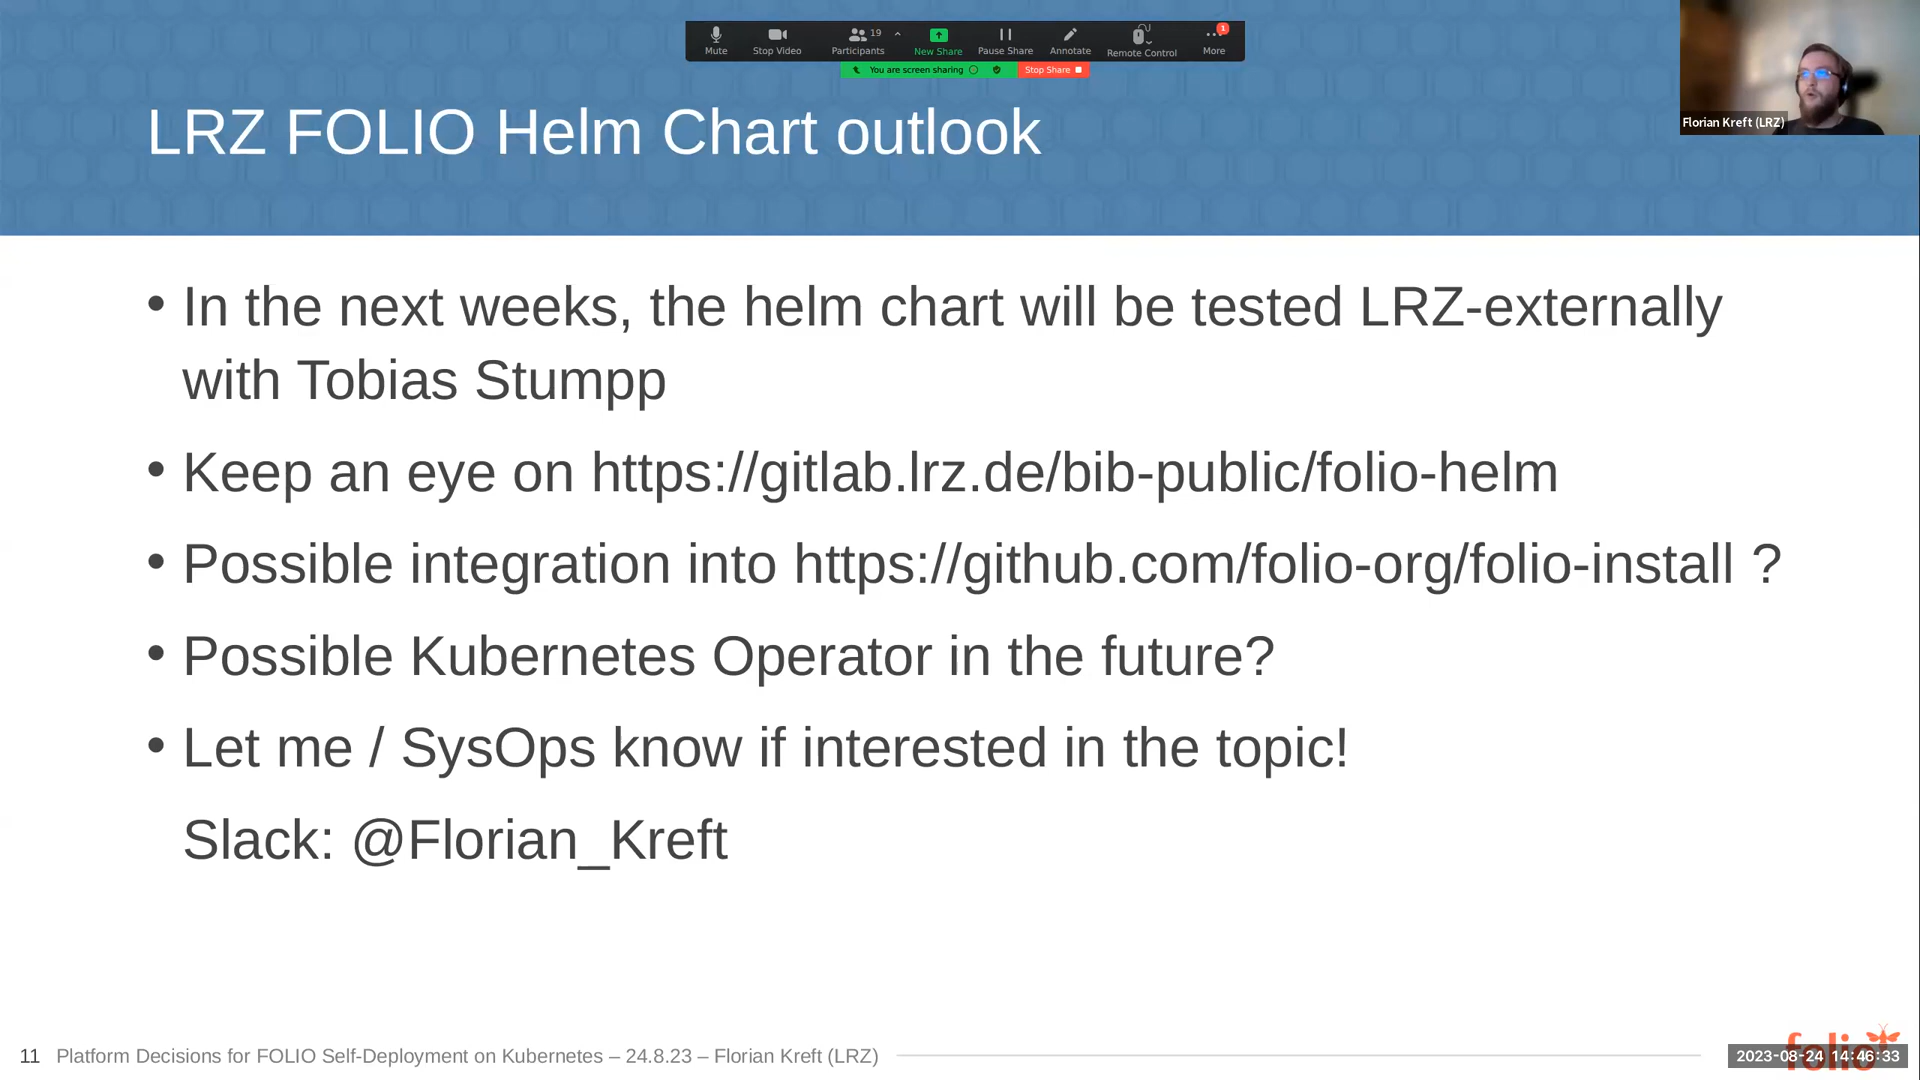 Mute
Stop Video
Participants
19
New Share
Pause Share
Annotate
Remote Control
More
1
You are screen sharing
Stop Share
Florian Kreft (LRZ)
LRZ FOLIO Helm Chart outlook
• In the next weeks, the helm chart will be tested LRZ-externally
with Tobias Stumpp
• Keep an eye on https://gitlab.lrz.de/bib-public/folio-helm
• Possible integration into https://github.com/folio-org/folio-install ?
• Possible Kubernetes Operator in the future?
• Let me / SysOps know if interested in the topic!
Slack: @Florian_Kreft
11 Platform Decisions for FOLIO Self-Deployment on Kubernetes – 24.8.23 – Florian Kreft (LRZ)
folio
2023-08-24 14:46:33